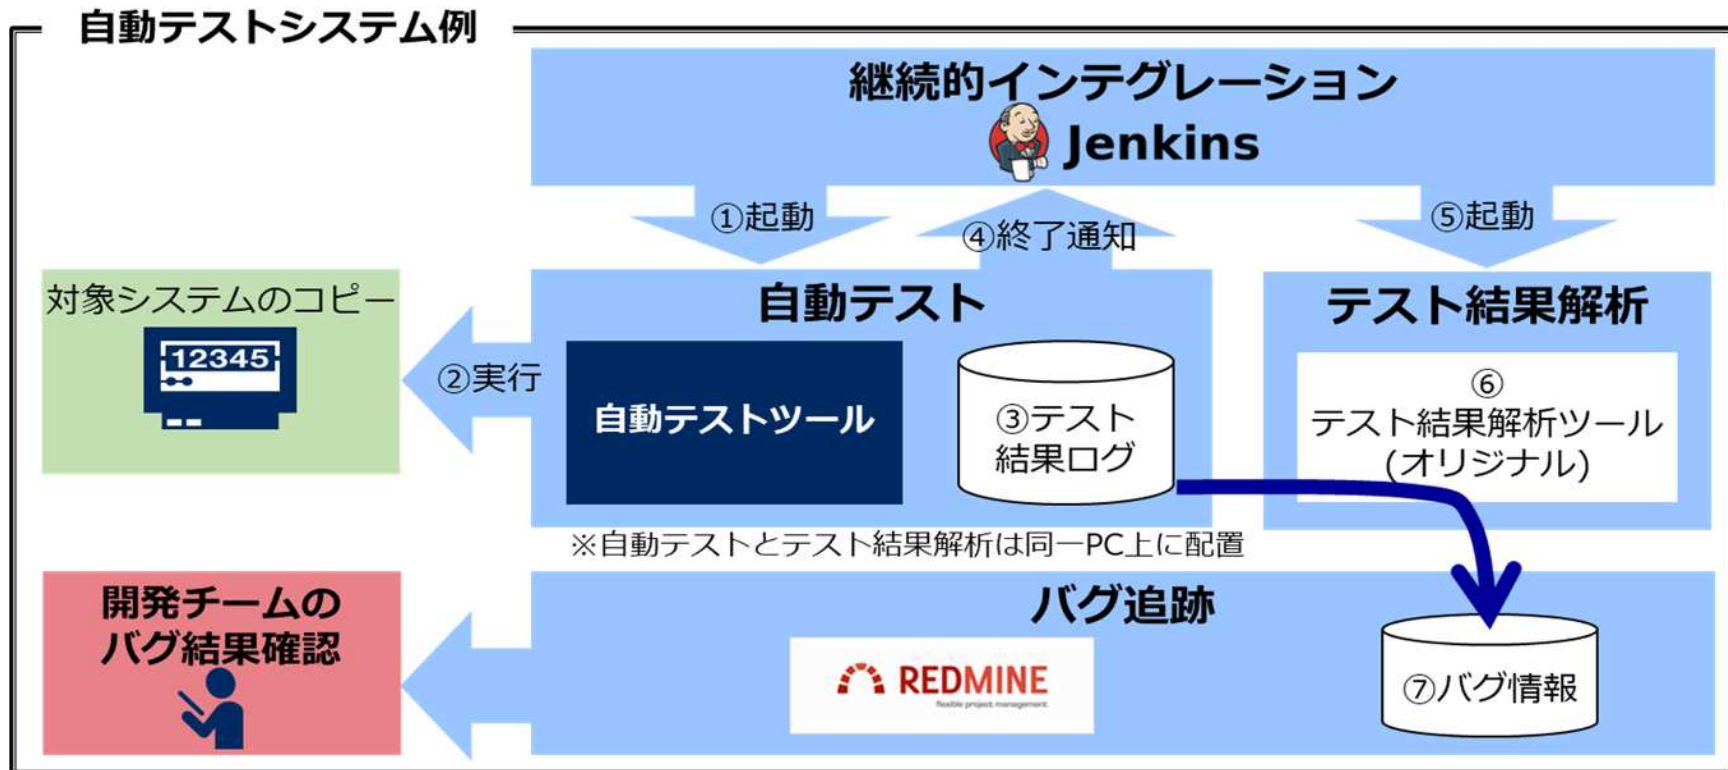 自動テストシステム例
継続的インテグレーション
Jenkins
①起動
④終了通知
⑤起動
対象システムのコピー
12345
②実行
自動テスト
自動テストツール
③テスト
結果ログ
テスト結果解析
⑥
テスト結果解析ツール
(オリジナル)
※自動テストとテスト結果解析は同一PC上に配置
開発チームの
バグ結果確認
バグ追跡
REDMINE
flexible project management
⑦バグ情報